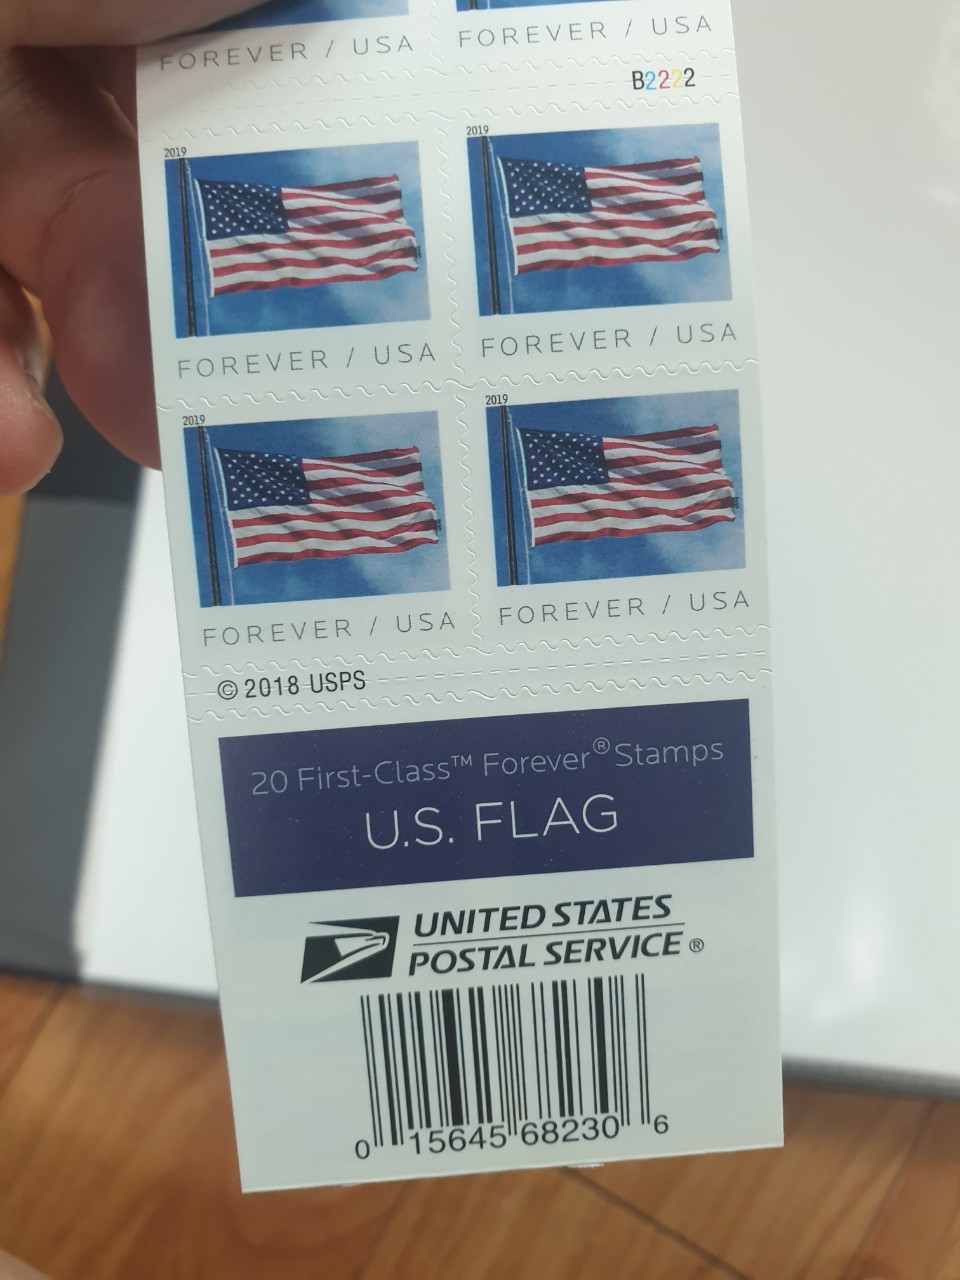 FOREVER / USA
FOREVER / USA
B2222
2019
2019
FOREVER / USA
FOREVER / USA
2019
2019
FOREVER / USA
FOREVER / USA
© 2018 USPS
20 First-Class™ Forever® Stamps
U.S. FLAG
UNITED STATES
POSTAL SERVICE ®
0 15645 68230 6